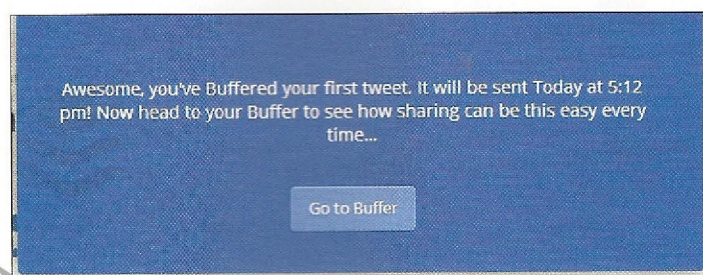 Awesome, you've Buffered your first tweet. It will be sent Today at 5:12
pm! Now head to your Buffer to see how sharing can be this easy every
time...
Go to Buffer